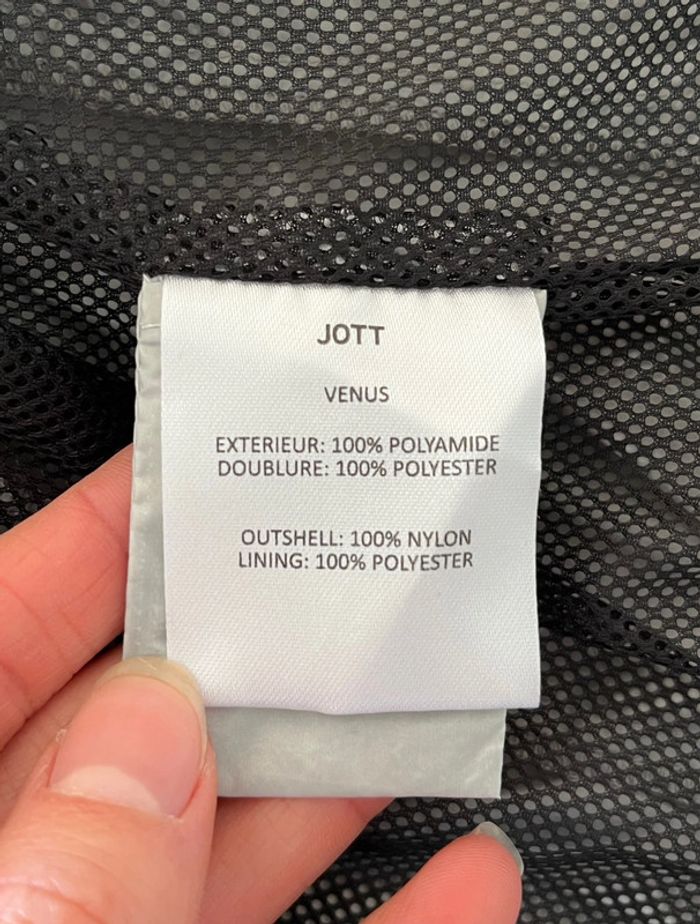 JOTT
VENUS
EXTERIEUR: 100% POLYAMIDE
DOUBLURE: 100% POLYESTER
OUTSHELL: 100% NYLON
LINING: 100% POLYESTER